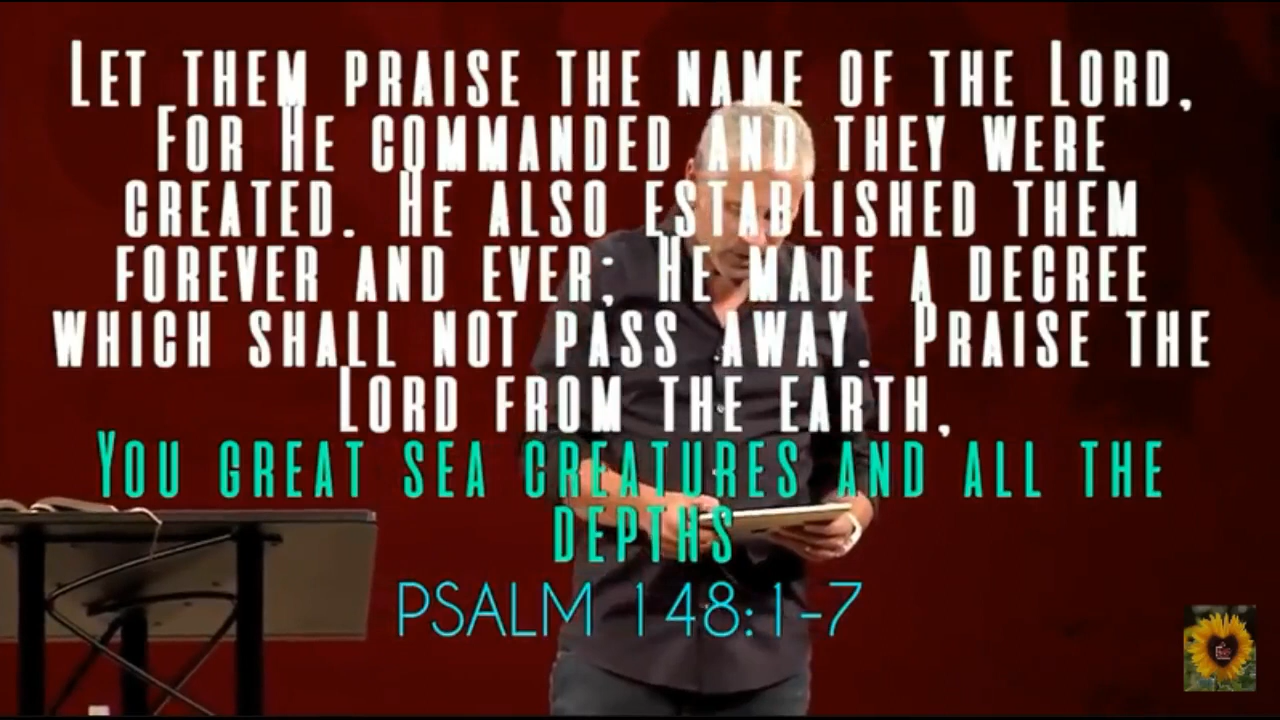 Let them praise the name of the Lord,
For He commanded and they were
created. He also established them
forever and ever; He made a decree
which shall not pass away. Praise the
Lord from the earth,
You great sea creatures and all the
depths
PSALM 148:1-7